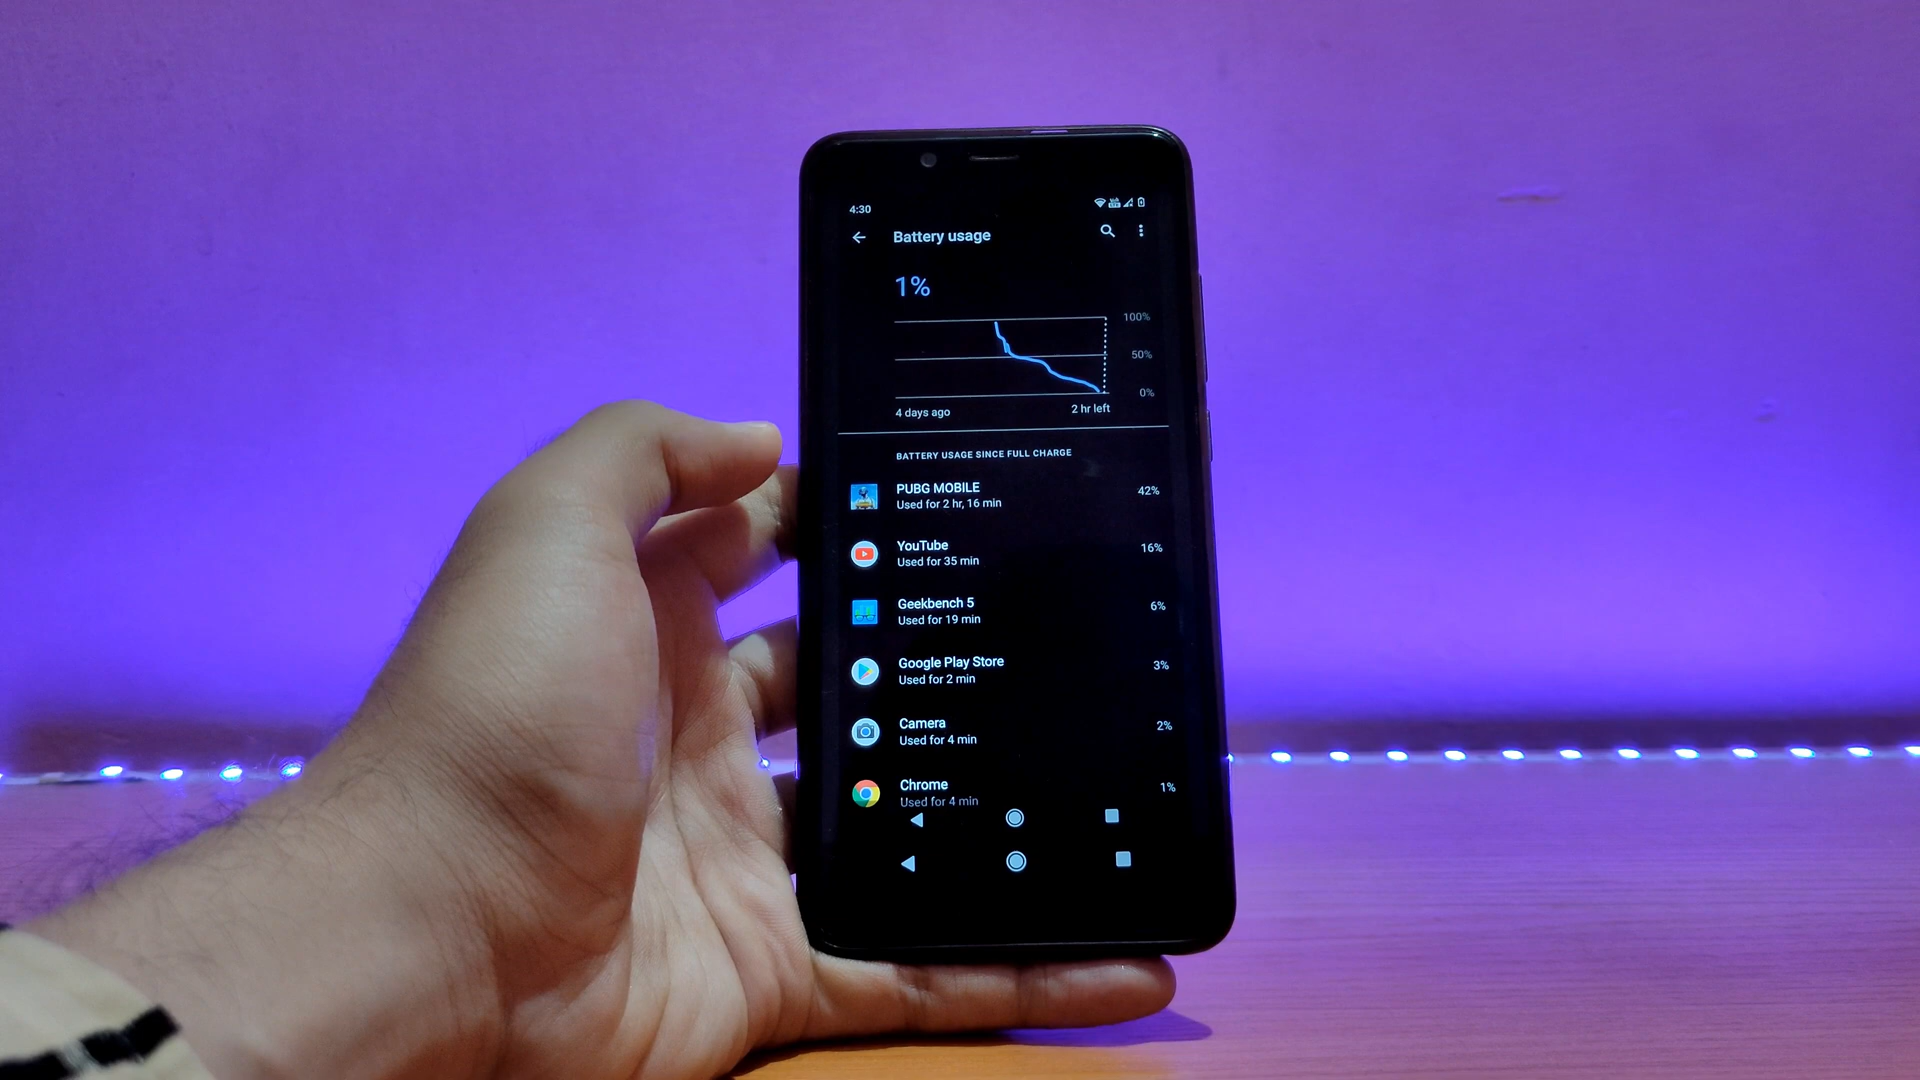 4:30
Battery usage
1%
100%
50%
0%
4 days ago
2 hr left
BATTERY USAGE SINCE FULL CHARGE
PUBG MOBILE
42%
Used for 2 hr, 16 min
YouTube
16%
Used for 35 min
Geekbench 5
6%
Used for 19 min
Google Play Store
3%
Used for 2 min
Camera
2%
Used for 4 min
Chrome
1%
Used for 4 min